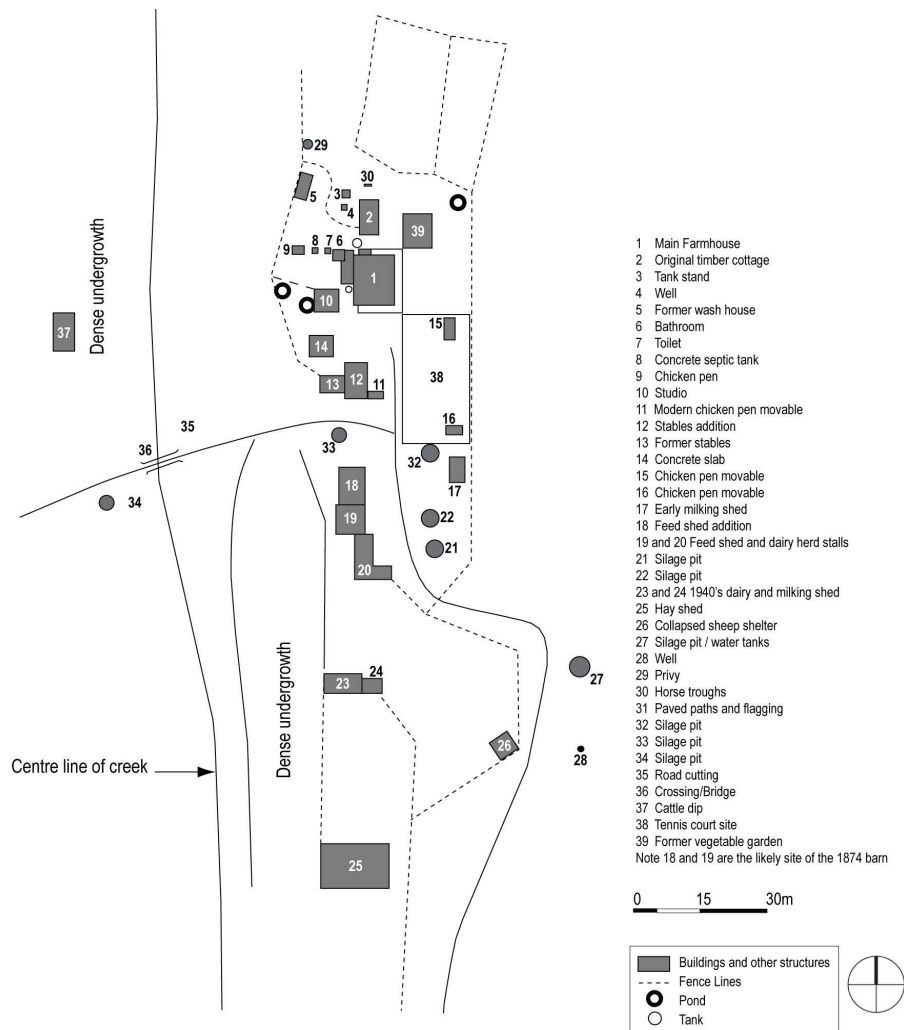 29
30
3
5
4
2
39
9
8
7
6
1
Dense undergrowth
10
37
15
14
38
12
13
11
35
16
36
33
32
17
34
18
22
19
21
20
Dense undergrowth
24
23
27
26
28
Centre line of creek
25
1 Main Farmhouse
2 Original timber cottage
3 Tank stand
4 Well
5 Former wash house
6 Bathroom
7 Toilet
8 Concrete septic tank
9 Chicken pen
10 Studio
11 Modern chicken pen movable
12 Stables addition
13 Former stables
14 Concrete slab
15 Chicken pen movable
16 Chicken pen movable
17 Early milking shed
18 Feed shed addition
19 and 20 Feed shed and dairy herd stalls
21 Silage pit
22 Silage pit
23 and 24 1940's dairy and milking shed
25 Hay shed
26 Collapsed sheep shelter
27 Silage pit / water tanks
28 Well
29 Privy
30 Horse troughs
31 Paved paths and flagging
32 Silage pit
33 Silage pit
34 Silage pit
35 Road cutting
36 Crossing/Bridge
37 Cattle dip
38 Tennis court site
39 Former vegetable garden
Note 18 and 19 are the likely site of the 1874 barn
0 15 30m
Buildings and other structures
Fence Lines
Pond
Tank